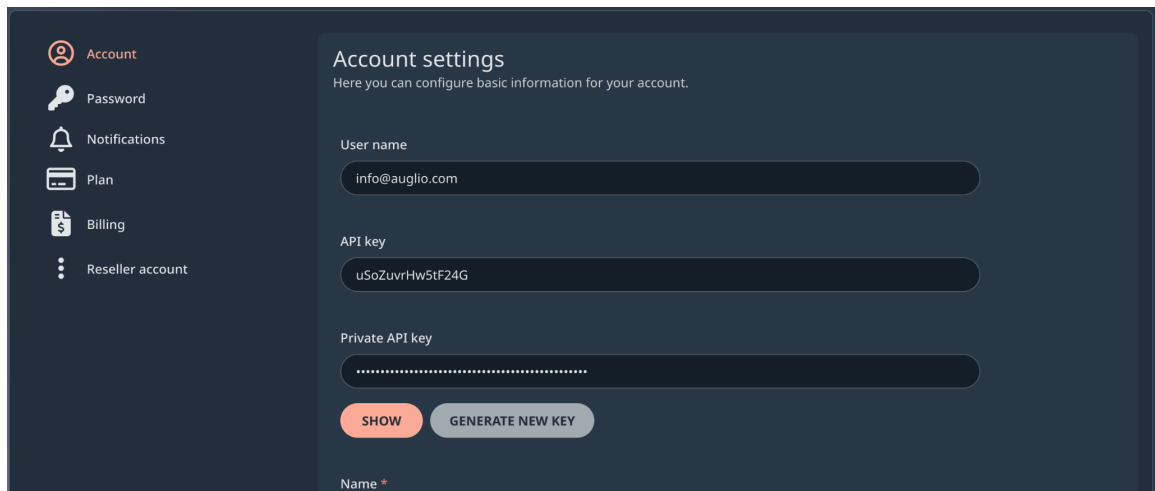 Account
Password
Notifications
Plan
Billing
Reseller account
Account settings
Here you can configure basic information for your account.
User name
info@auglio.com
API key
uSoZuvrHw5tF24G
Private API key
••••••••••••••••••••••••••••••••••••••••••••••••
SHOW
GENERATE NEW KEY
Name *